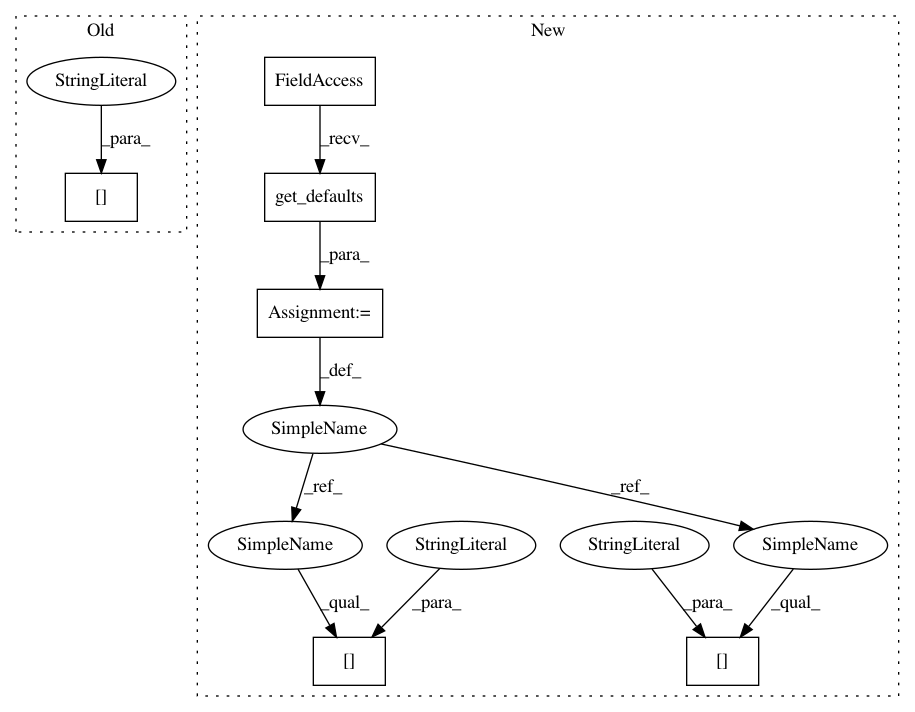 Old
New
StringLiteral
FieldAccess
_para_
_recv_
[]
get_defaults
_para_
Assignment:=
_def_
SimpleName
_ref_
_ref_
SimpleName
StringLiteral
StringLiteral
SimpleName
_qual_
_para_
_para_
_qual_
[]
[]